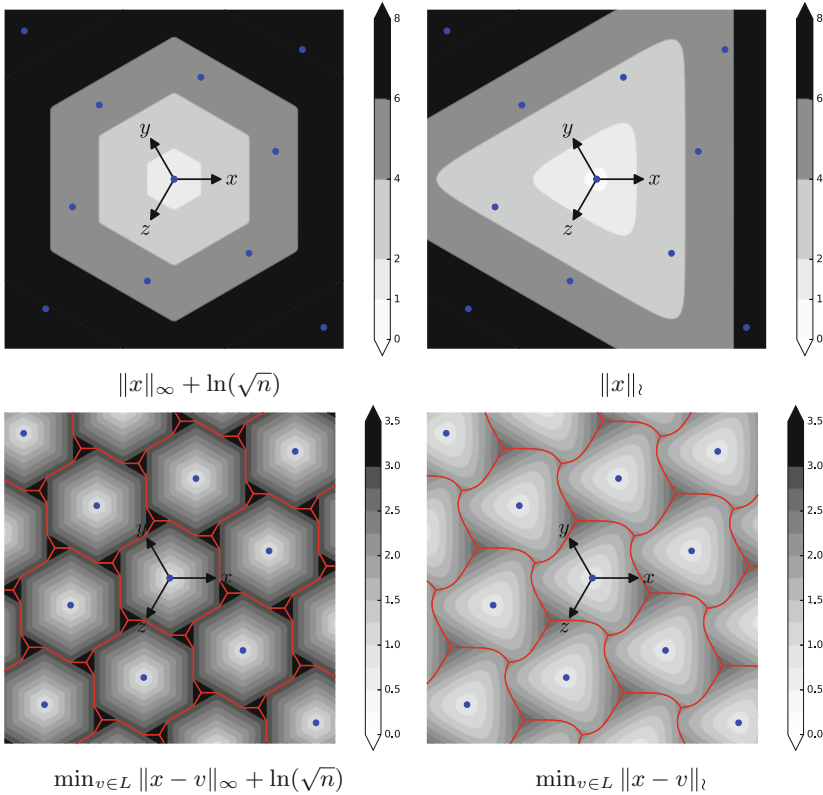 8
6
4
2
1
0
y
x
z
8
6
4
2
1
0
y
x
z
‖x‖∞ + ln(√n)
‖x‖≀
3.5
3.0
2.5
2.0
1.5
1.0
0.5
0.0
y
x
z
3.5
3.0
2.5
2.0
1.5
1.0
0.5
0.0
y
x
z
min_{v∈L} ‖x − v‖∞ + ln(√n)
min_{v∈L} ‖x − v‖≀